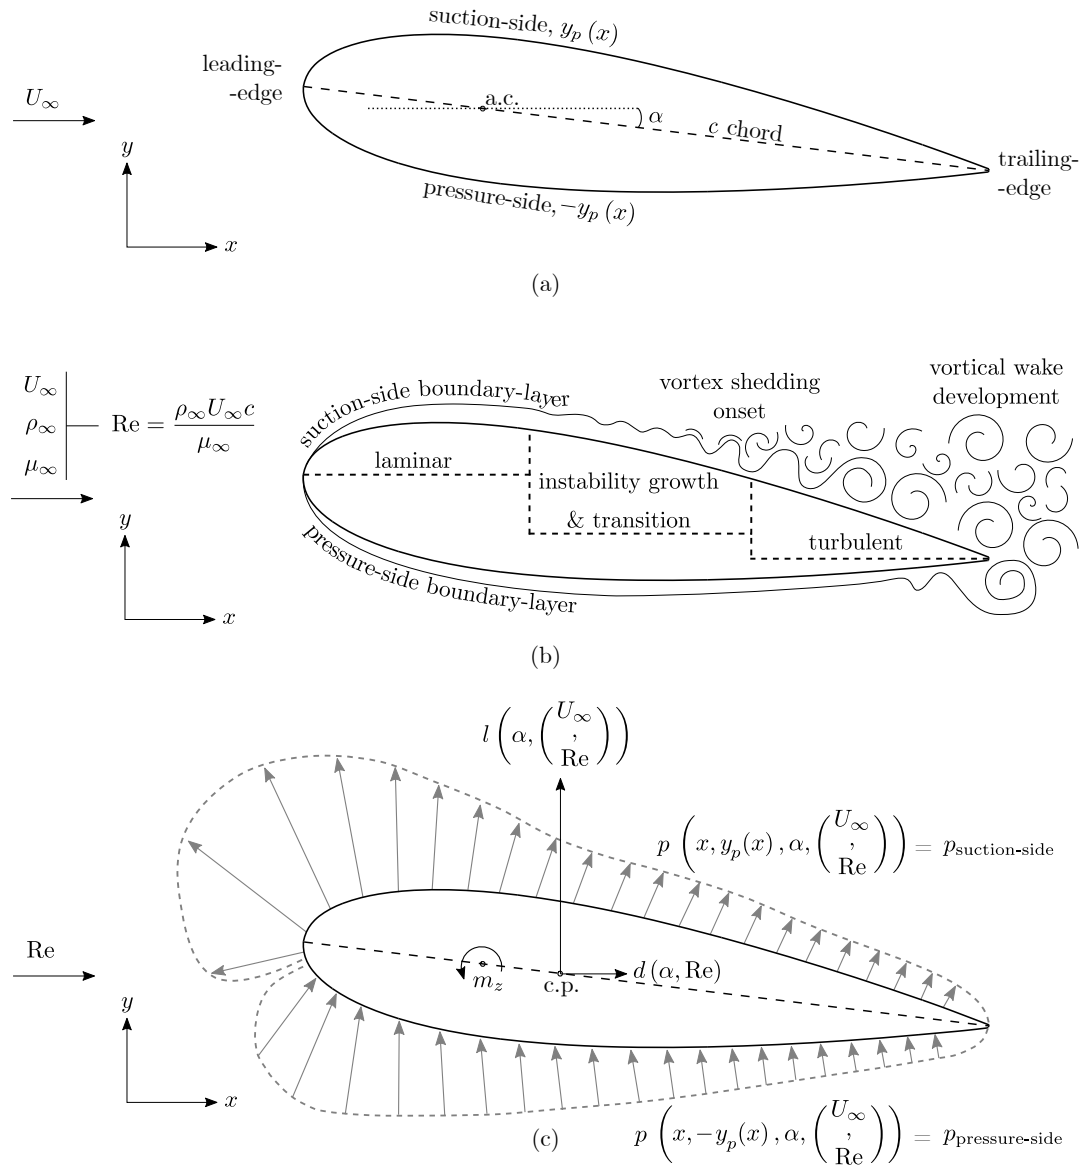 suction-side, y_p (x)
leading-
-edge
U_∞
a.c.
α
c chord
trailing-
-edge
y
pressure-side, −y_p (x)
x
(a)
U_∞
ρ_∞
μ_∞
Re = ρ_∞ U_∞ c / μ_∞
suction-side boundary-layer
vortex shedding
onset
vortical wake
development
laminar
instability growth
& transition
turbulent
y
pressure-side boundary-layer
x
(b)
l (α, (U_∞ , Re))
p (x, y_p(x), α, (U_∞ , Re)) = p_suction-side
Re
m_z
c.p.
d (α, Re)
y
x
(c)
p (x, −y_p(x), α, (U_∞ , Re)) = p_pressure-side